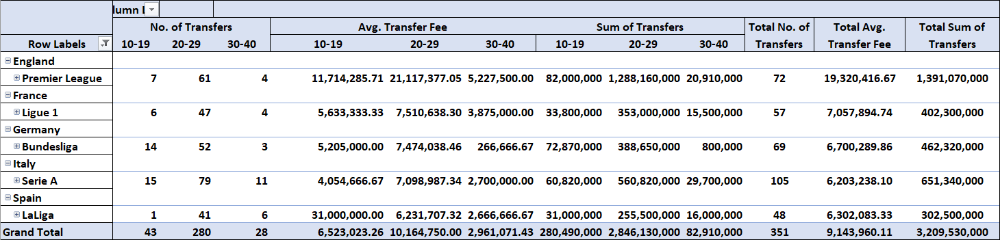 lumn L
No. of Transfers Avg. Transfer Fee Sum of Transfers Total No. of Total Avg. Total Sum of
Row Labels 10-19 20-29 30-40 10-19 20-29 30-40 10-19 20-29 30-40 Transfers Transfer Fee Transfers
England
Premier League 7 61 4 11,714,285.71 21,117,377.05 5,227,500.00 82,000,000 1,288,160,000 20,910,000 72 19,320,416.67 1,391,070,000
France
Ligue 1 6 47 4 5,633,333.33 7,510,638.30 3,875,000.00 33,800,000 353,000,000 15,500,000 57 7,057,894.74 402,300,000
Germany
Bundesliga 14 52 3 5,205,000.00 7,474,038.46 266,666.67 72,870,000 388,650,000 800,000 69 6,700,289.86 462,320,000
Italy
Serie A 15 79 11 4,054,666.67 7,098,987.34 2,700,000.00 60,820,000 560,820,000 29,700,000 105 6,203,238.10 651,340,000
Spain
LaLiga 1 41 6 31,000,000.00 6,231,707.32 2,666,666.67 31,000,000 255,500,000 16,000,000 48 6,302,083.33 302,500,000
Grand Total 43 280 28 6,523,023.26 10,164,750.00 2,961,071.43 280,490,000 2,846,130,000 82,910,000 351 9,143,960.11 3,209,530,000